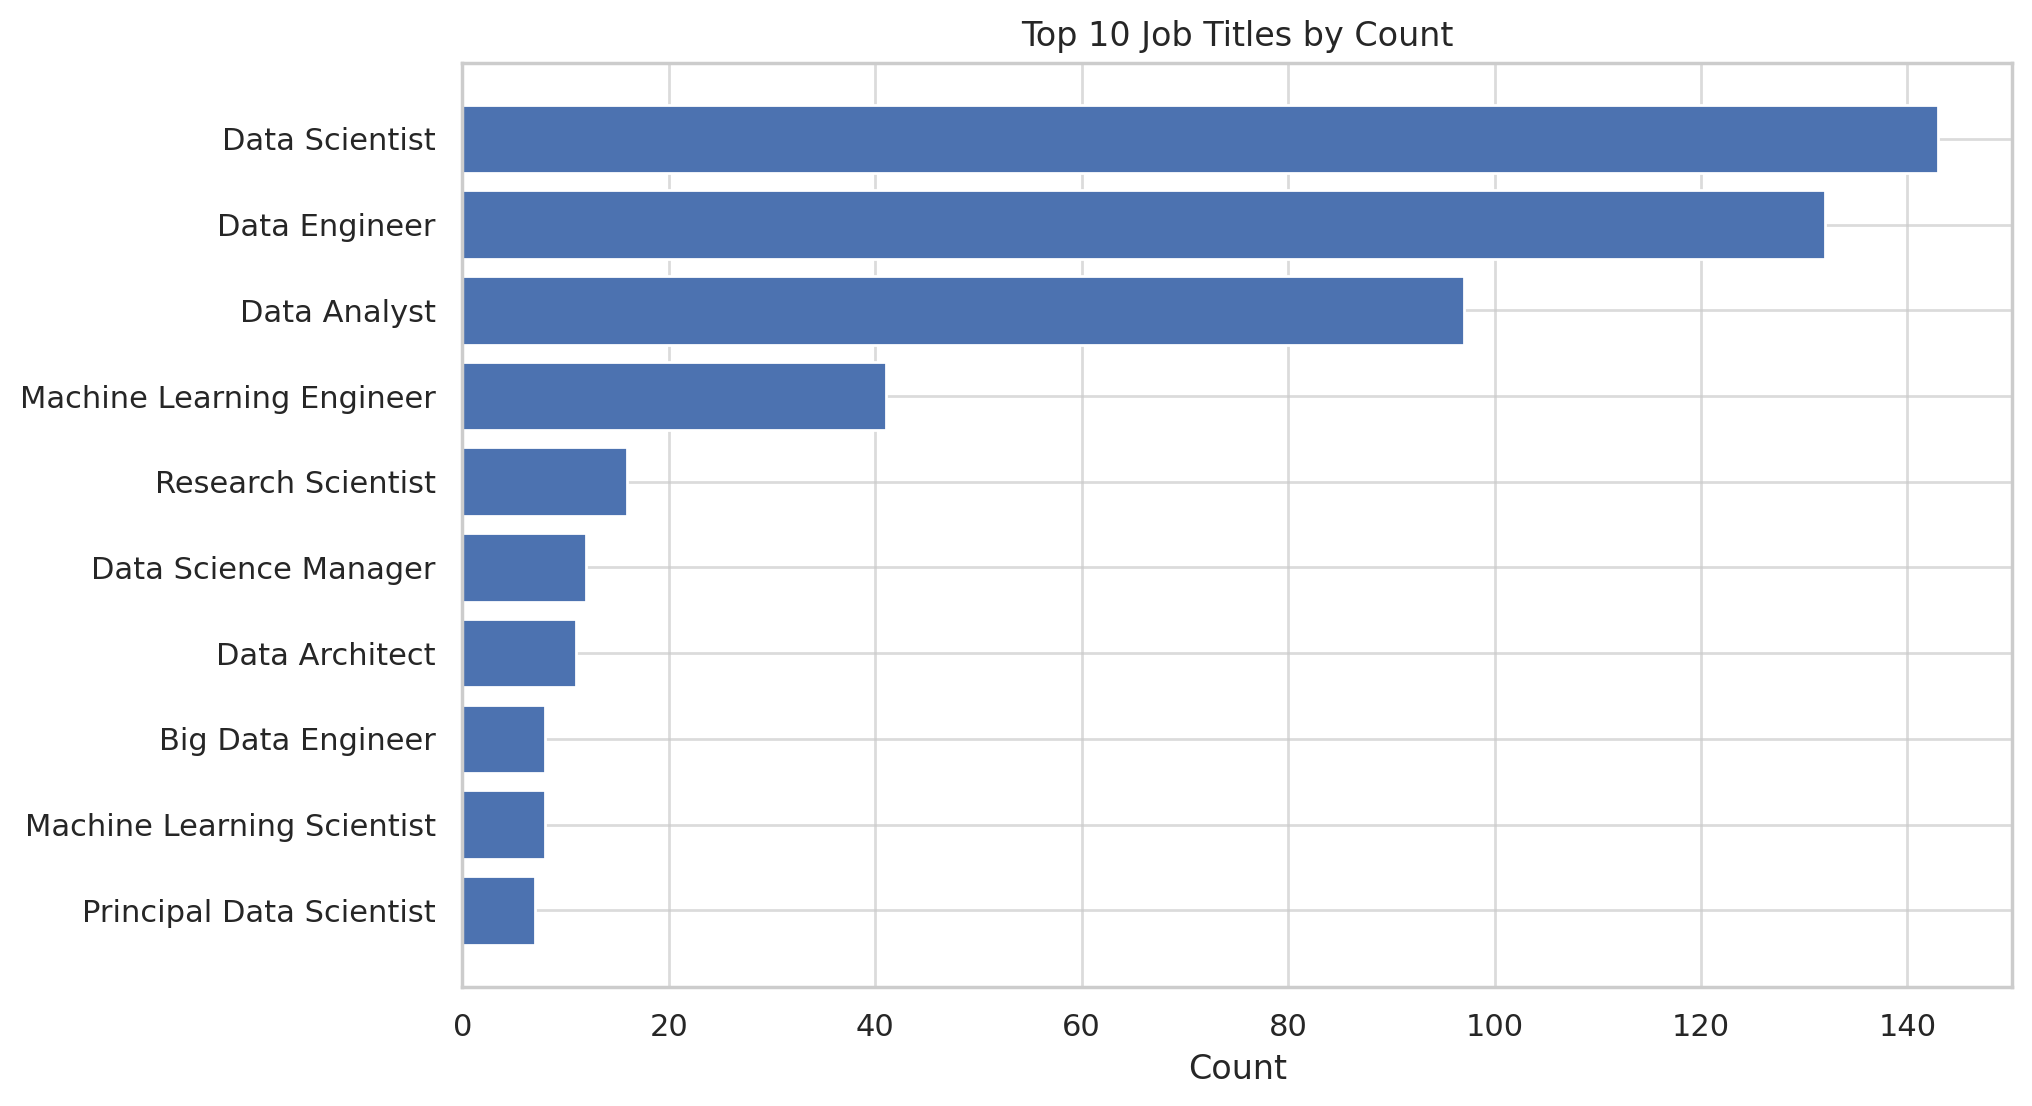 Top 10 Job Titles by Count
Data Scientist
Data Engineer
Data Analyst
Machine Learning Engineer
Research Scientist
Data Science Manager
Data Architect
Big Data Engineer
Machine Learning Scientist
Principal Data Scientist
0 20 40 60 80 100 120 140
Count